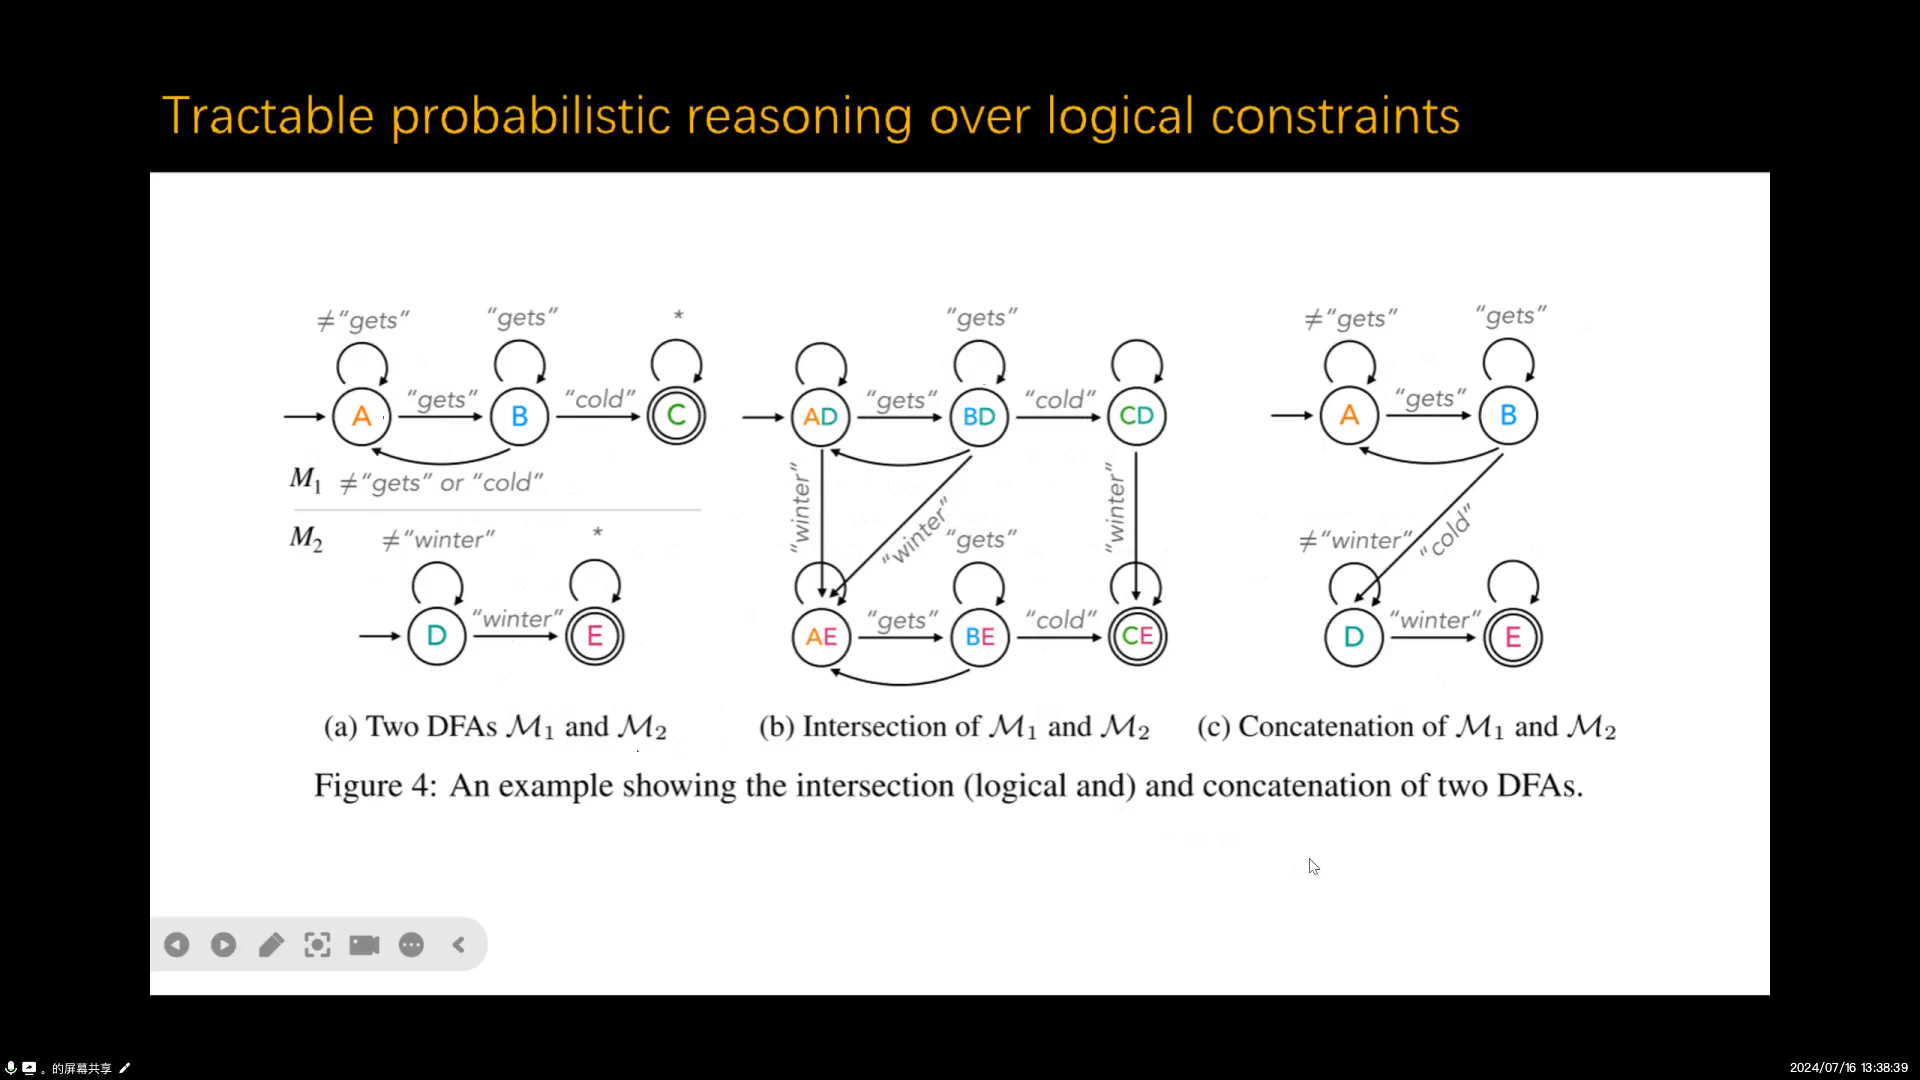 Tractable probabilistic reasoning over logical constraints
≠“gets”
“gets”
*
A
“gets”
B
“cold”
C
M1 ≠“gets” or “cold”
M2
≠“winter”
*
D
“winter”
E
“gets”
AD
“gets”
BD
“cold”
CD
“winter”
“winter”
“winter”
“gets”
AE
“gets”
BE
“cold”
CE
≠“gets”
“gets”
A
“gets”
B
≠“winter”
“cold”
D
“winter”
E
(a) Two DFAs ℳ1 and ℳ2
(b) Intersection of ℳ1 and ℳ2
(c) Concatenation of ℳ1 and ℳ2
Figure 4: An example showing the intersection (logical and) and concatenation of two DFAs.
。的屏幕共享
2024/07/16 13:38:39